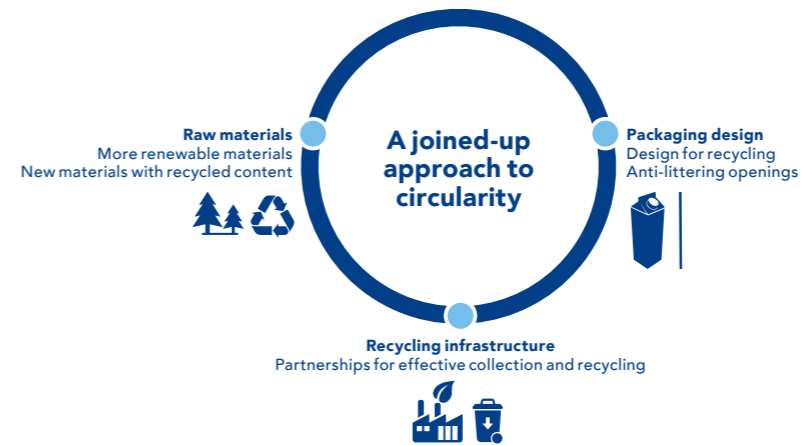 A joined-up
approach to
circularity
Raw materials
More renewable materials
New materials with recycled content
Packaging design
Design for recycling
Anti-littering openings
Recycling infrastructure
Partnerships for effective collection and recycling